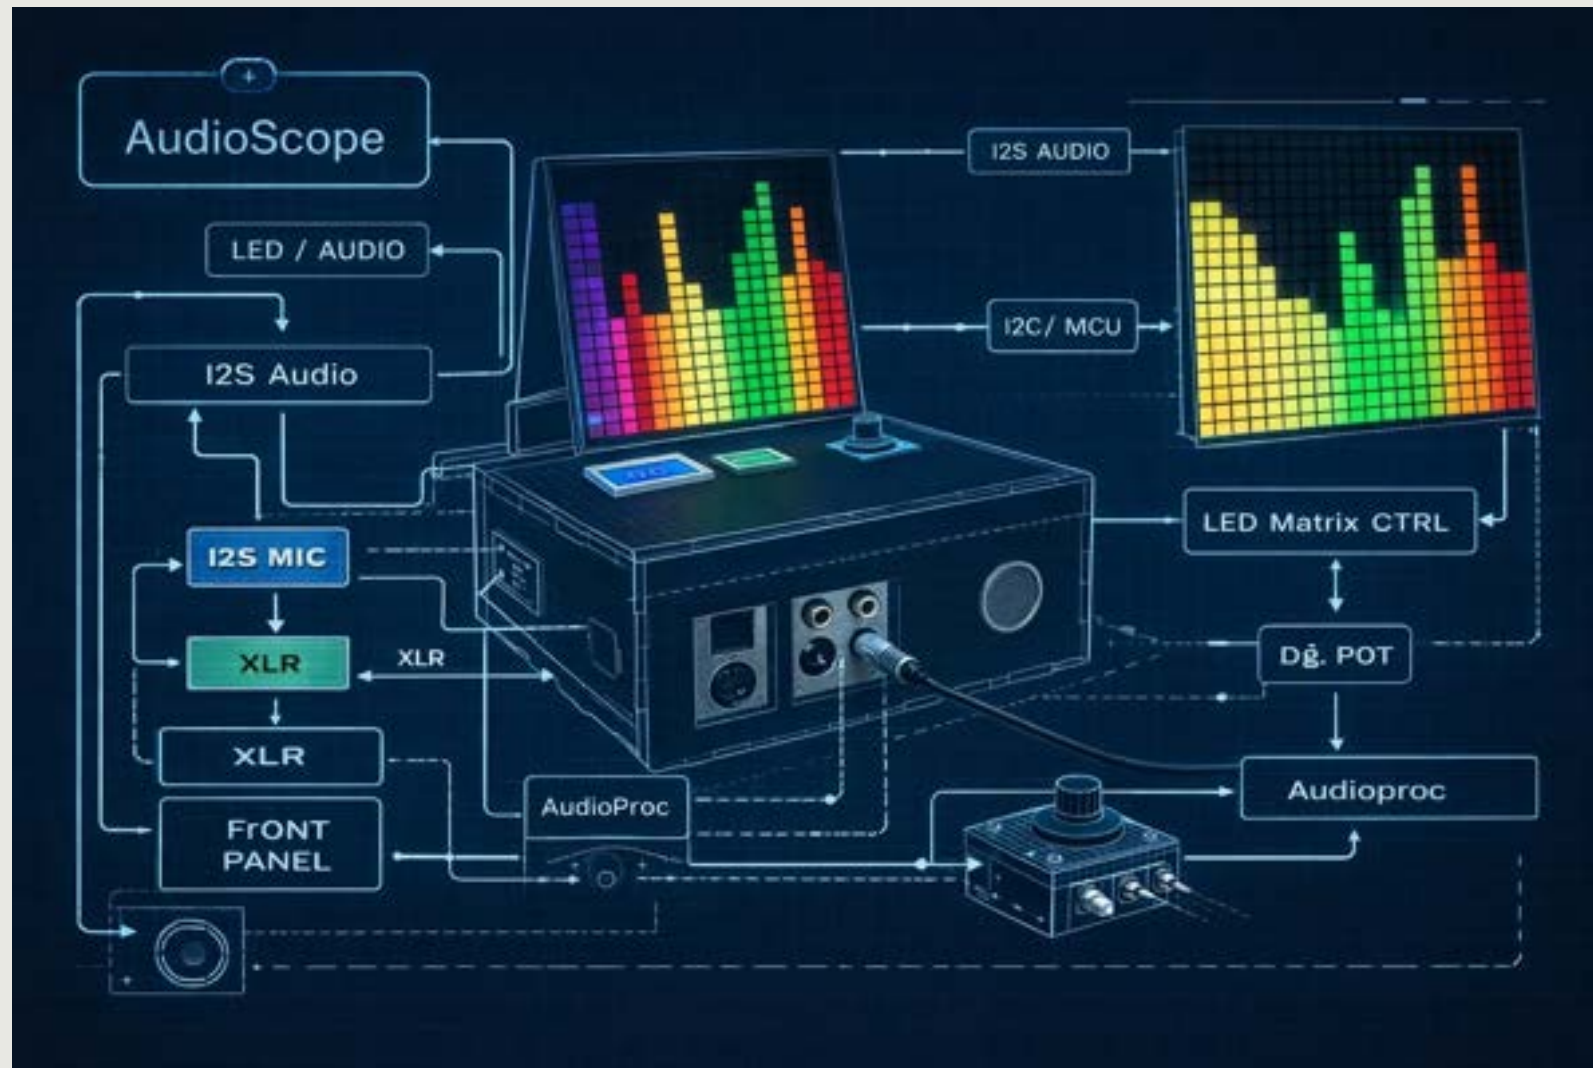 AudioScope
LED / AUDIO
I2S Audio
I2S MIC
XLR
XLR
XLR
FrONT
PANEL
AudioProc
I2S AUDIO
I2C/ MCU
LED Matrix CTRL
Dĝ. POT
Audioproc